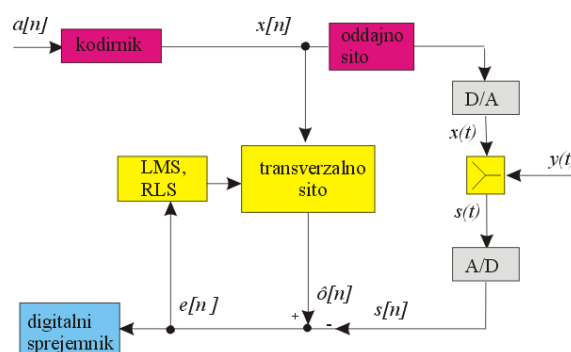 a[n]
kodirnik
x[n]
oddajno
sito
D/A
x(t)
y(t)
s(t)
A/D
LMS,
RLS
transverzalno
sito
e[n]
ô[n]
s[n]
+
-
digitalni
sprejemnik